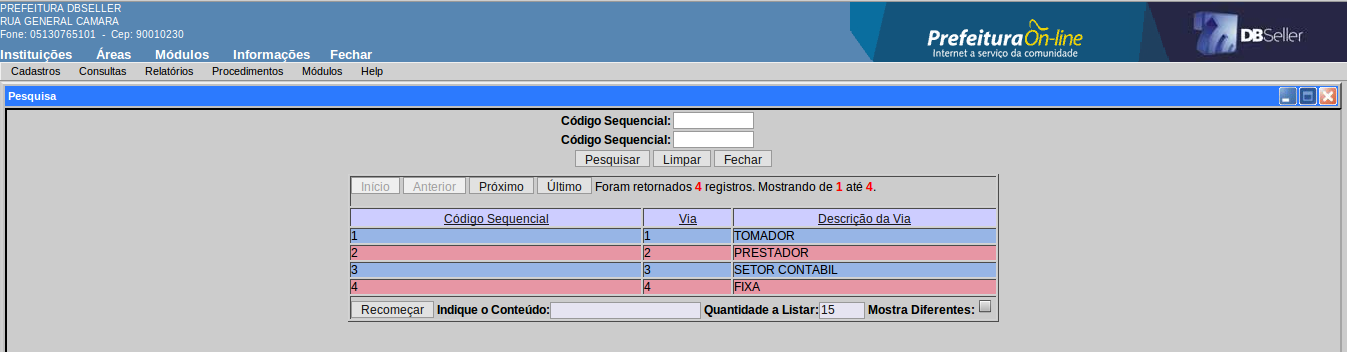 PREFEITURA DBSELLER
RUA GENERAL CAMARA
Fone: 05130765101 - Cep: 90010230
PrefeituraOn-line
Internet a serviço da comunidade
DBSeller
Instituições Áreas Módulos Informações Fechar
Cadastros Consultas Relatórios Procedimentos Módulos Help
Pesquisa
Código Sequencial:
Código Sequencial:
Pesquisar Limpar Fechar
Início Anterior Próximo Último Foram retornados 4 registros. Mostrando de 1 até 4.
Código Sequencial Via Descrição da Via
1 1 TOMADOR
2 2 PRESTADOR
3 3 SETOR CONTABIL
4 4 FIXA
Recomeçar Indique o Conteúdo: Quantidade a Listar: 15 Mostra Diferentes: